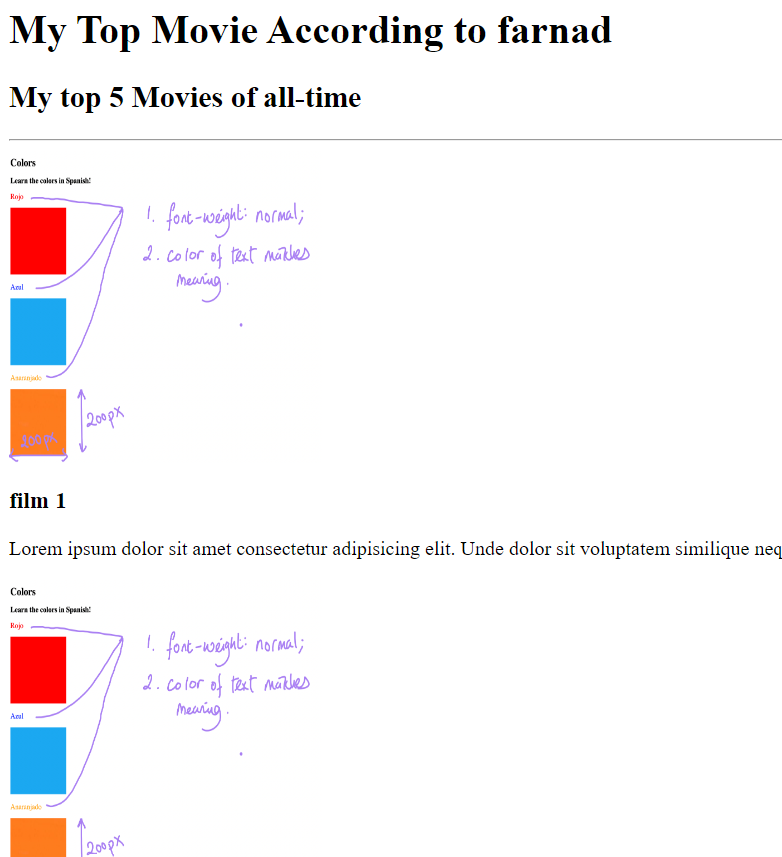 My Top Movie According to farnad
My top 5 Movies of all-time
Colors
Learn the colors in Spanish!
Rojo
1. font-weight: normal;
2. color of text matches
meaning.
Azul
Anaranjado
200px
200px
film 1
Lorem ipsum dolor sit amet consectetur adipisicing elit. Unde dolor sit voluptatem similique neq
Colors
Learn the colors in Spanish!
Rojo
1. font-weight: normal;
2. color of text matches
meaning.
Azul
Anaranjado
200px